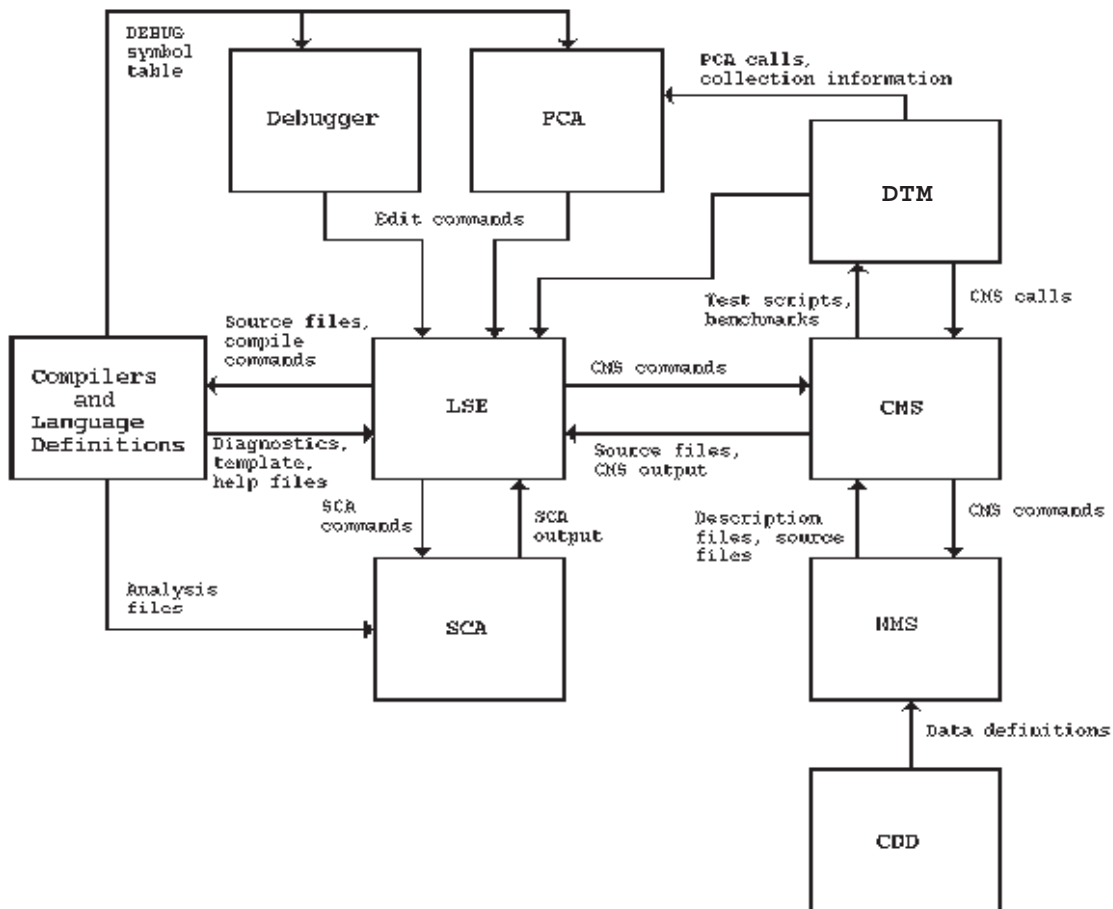 DEBUG
symbol
table
PCA calls,
collection information
Debugger
PCA
DTM
Edit commands
Test scripts,
benchmarks
CMS calls
Source files,
compile
commands
CMS commands
Compilers
and
Language
Definitions
LSE
CMS
Diagnostics,
template,
help files
Source files,
CMS output
SCA
commands
SCA
output
Description
files, source
files
CMS commands
Analysis
files
SCA
MMS
Data definitions
CDD